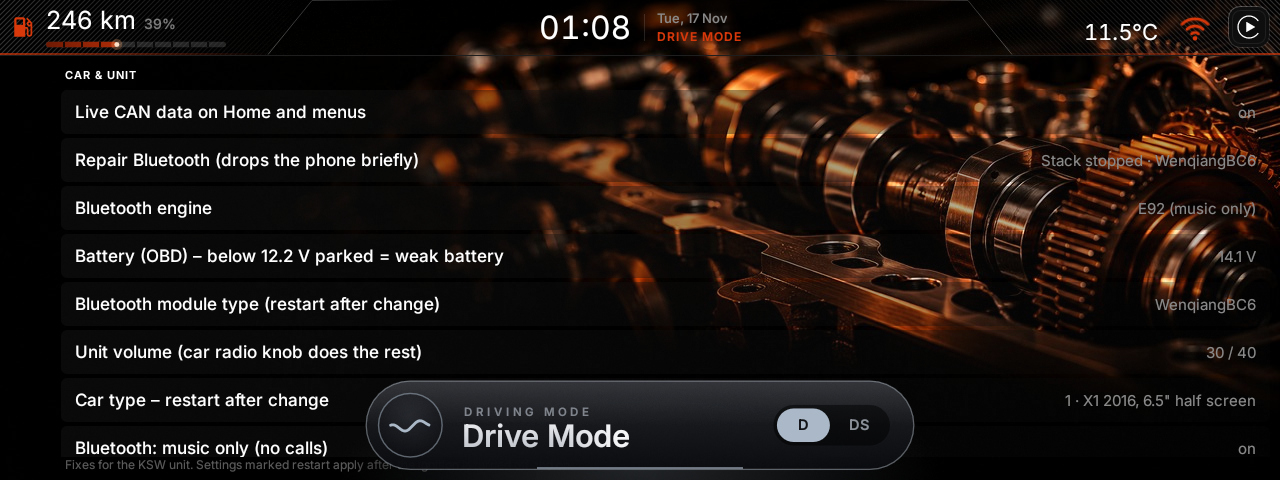 246 km 39%
01:08
Tue, 17 Nov
DRIVE MODE
11.5°C
CAR & UNIT
Live CAN data on Home and menus on
Repair Bluetooth (drops the phone briefly) Stack stopped · WenqiangBC6
Bluetooth engine E92 (music only)
Battery (OBD) – below 12.2 V parked = weak battery 14.1 V
Bluetooth module type (restart after change) WenqiangBC6
Unit volume (car radio knob does the rest) 30 / 40
Car type – restart after change 1 · X1 2016, 6.5" half screen
Bluetooth: music only (no calls) on
Fixes for the KSW unit. Settings marked restart apply after
DRIVING MODE
Drive Mode
D DS